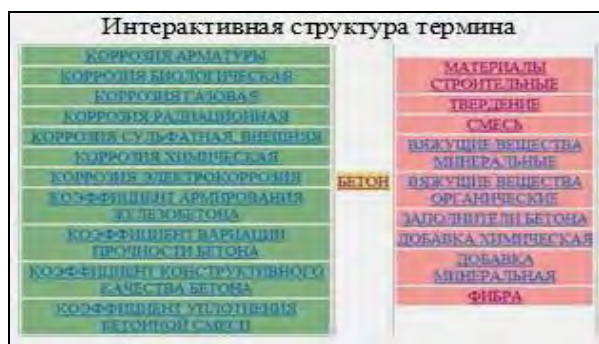 Интерактивная структура термина
КОРРОЗИЯ АРМАТУРЫ
КОРРОЗИЯ БИОЛОГИЧЕСКАЯ
КОРРОЗИЯ ГАЗОВАЯ
КОРРОЗИЯ РАДИАЦИОННАЯ
КОРРОЗИЯ СУЛЬФАТНАЯ_ВНЕШНЯЯ
КОРРОЗИЯ ХИМИЧЕСКАЯ
КОРРОЗИЯ ЭЛЕКТРОКОРРОЗИЯ
КОЭФФИЦИЕНТ АРМИРОВАНИЯ
ЖЕЛЕЗОБЕТОНА
КОЭФФИЦИЕНТ ВАРИАЦИИ
ПРОЧНОСТИ БЕТОНА
КОЭФФИЦИЕНТ КОНСТРУКТИВНОГО
КАЧЕСТВА БЕТОНА
КОЭФФИЦИЕНТ УПЛОТНЕНИЯ
БЕТОННОЙ СМЕСИ
БЕТОН
МАТЕРИАЛЫ
СТРОИТЕЛЬНЫЕ
ТВЕРДЕНИЕ
СМЕСЬ
ВЯЖУЩИЕ ВЕЩЕСТВА
МИНЕРАЛЬНЫЕ
ВЯЖУЩИЕ ВЕЩЕСТВА
ОРГАНИЧЕСКИЕ
ЗАПОЛНИТЕЛИ БЕТОНА
ДОБАВКА ХИМИЧЕСКАЯ
ДОБАВКА
МИНЕРАЛЬНАЯ
ФИБРА